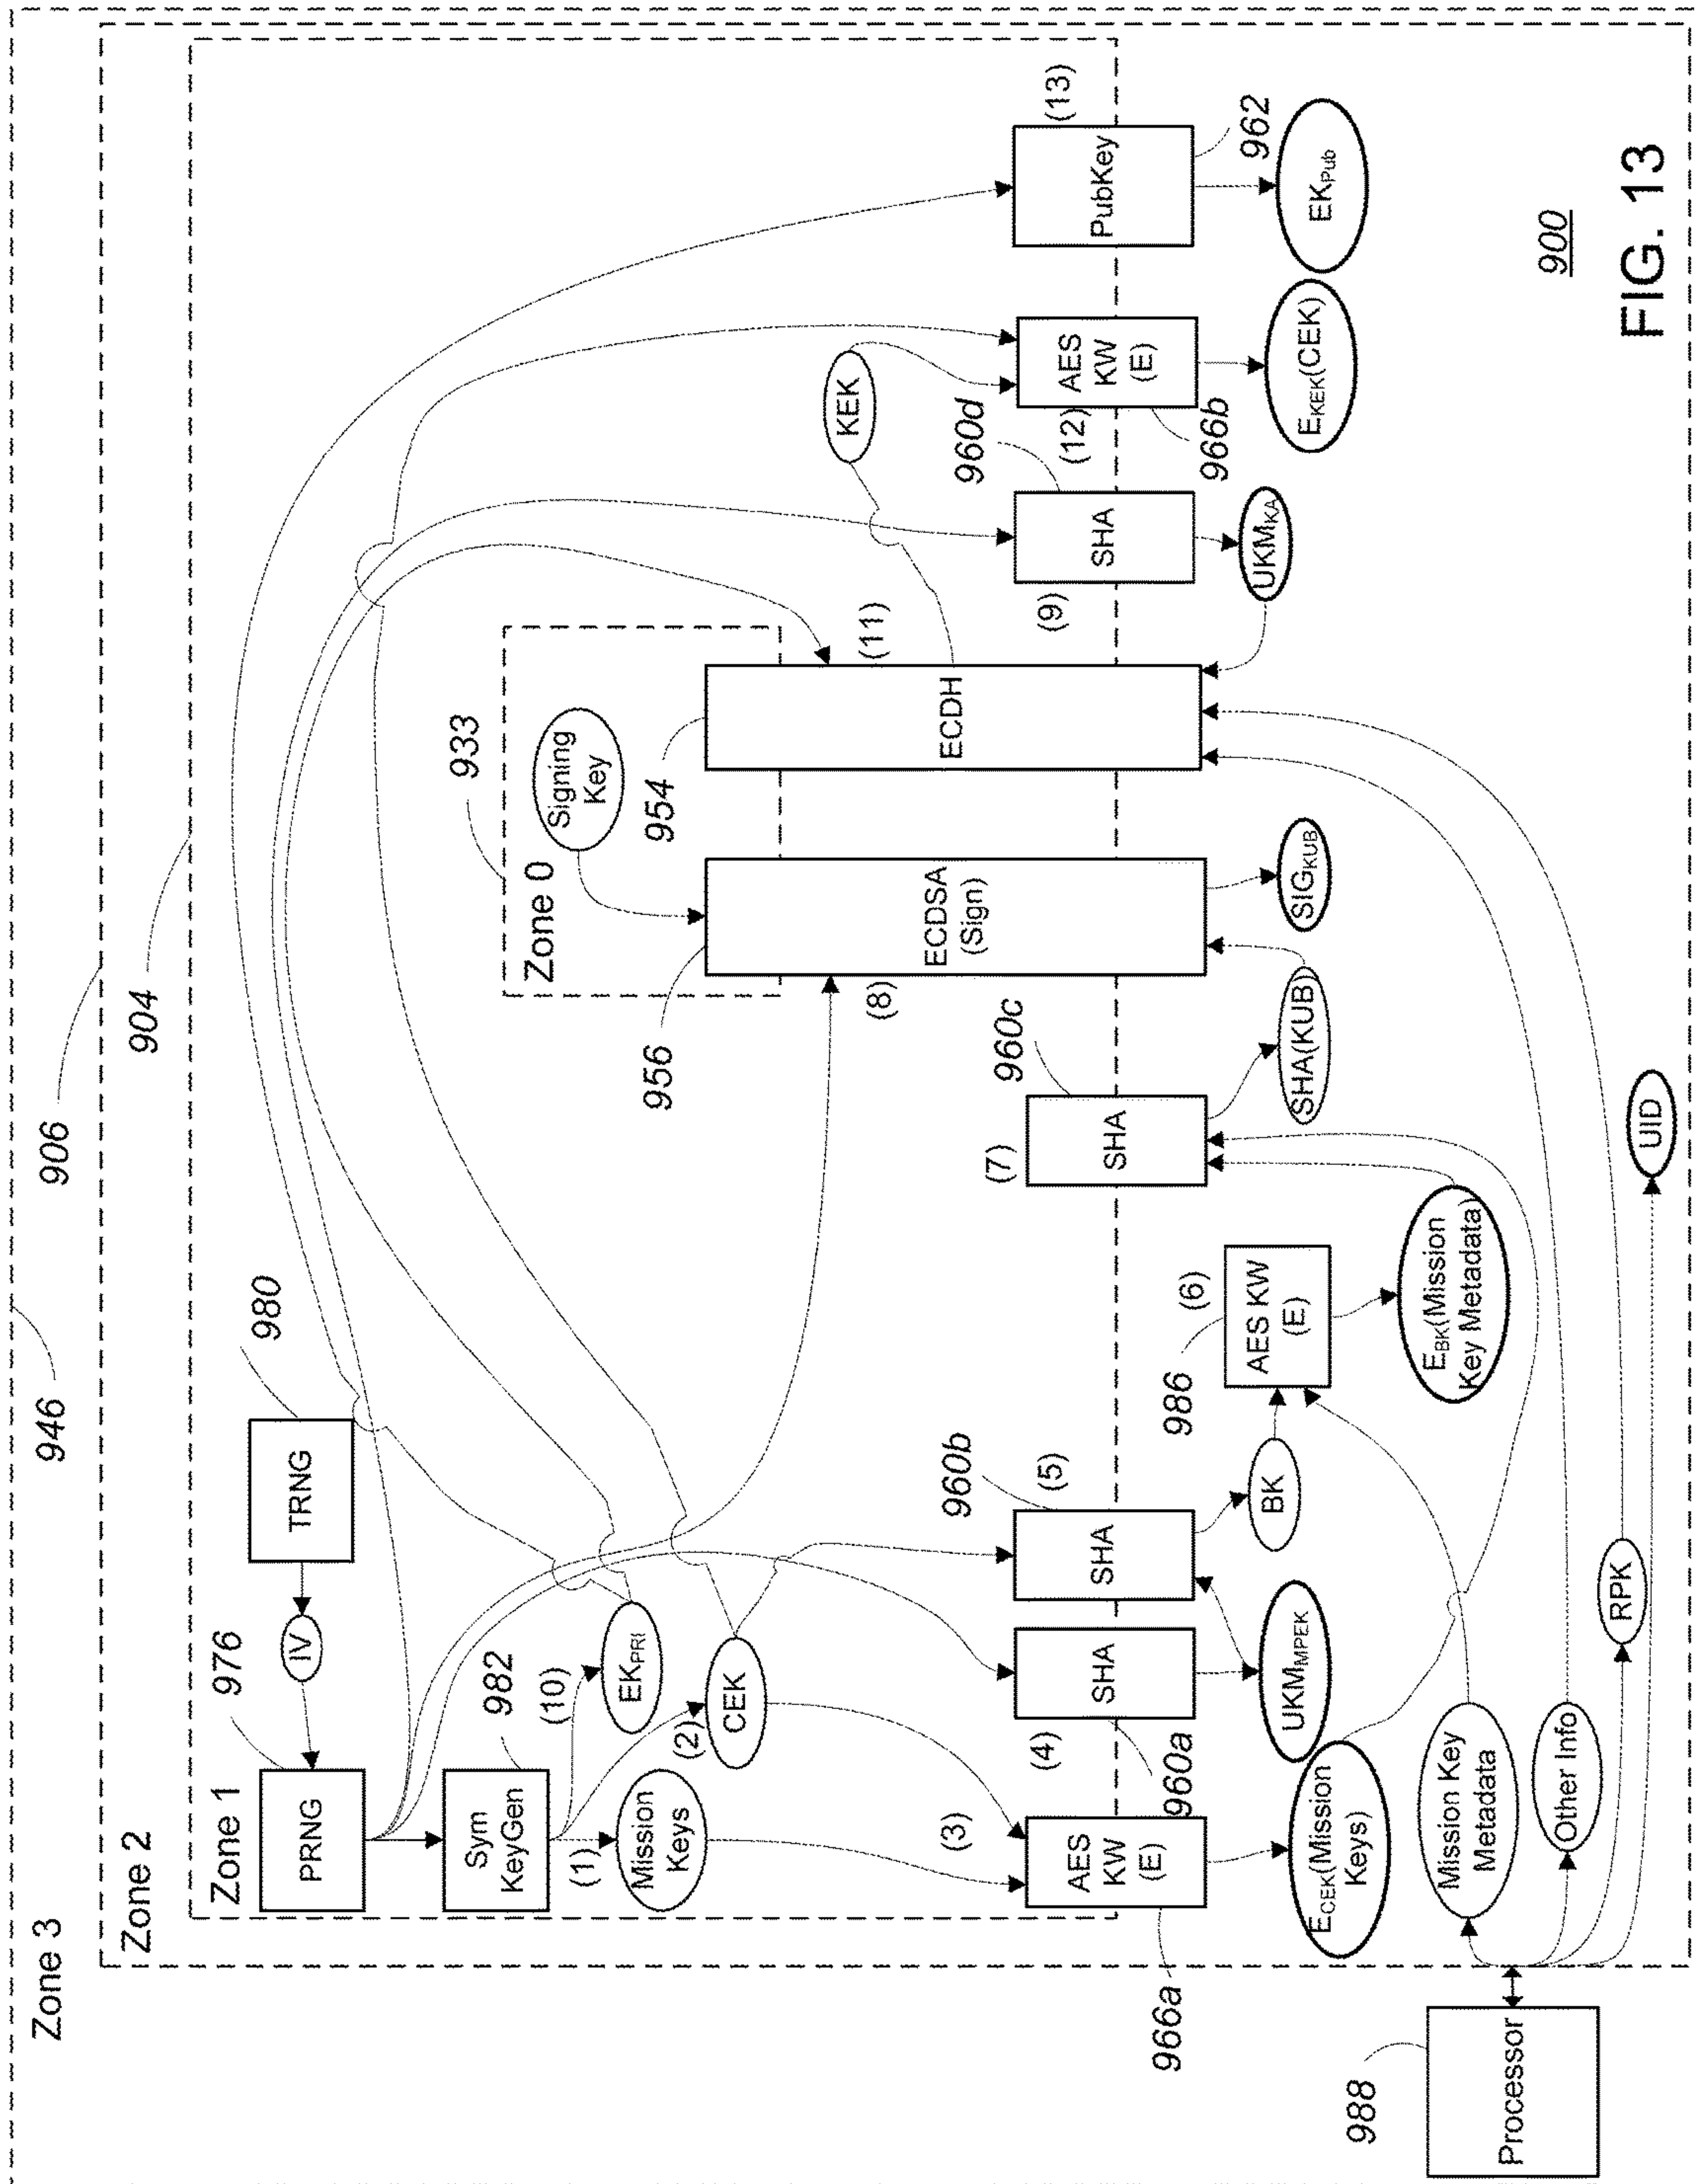 Zone 3
946
906
Zone 2
904
Zone 1
976
PRNG
IV
TRNG
980
982
Sym
KeyGen
(1)
Mission
Keys
(10)
EK_PRI
(2)
CEK
933
Zone 0
Signing
Key
956
954
ECDSA
(Sign)
(8)
ECDH
(11)
KEK
(3)
AES
KW
(E)
966a
(4)
SHA
960a
960b
(5)
SHA
(7)
SHA
960c
(9)
SHA
960d
(12)
AES
KW
(E)
966b
(13)
PubKey
962
E_CEK(Mission
Keys)
UKM_MPEK
BK
986
(6)
AES KW
(E)
E_BK(Mission
Key Metadata)
SHA(KUB)
SIG_KUB
UKM_KA
E_KEK(CEK)
EK_Pub
Mission Key
Metadata
Other Info
RPK
UID
988
Processor
900
FIG. 13